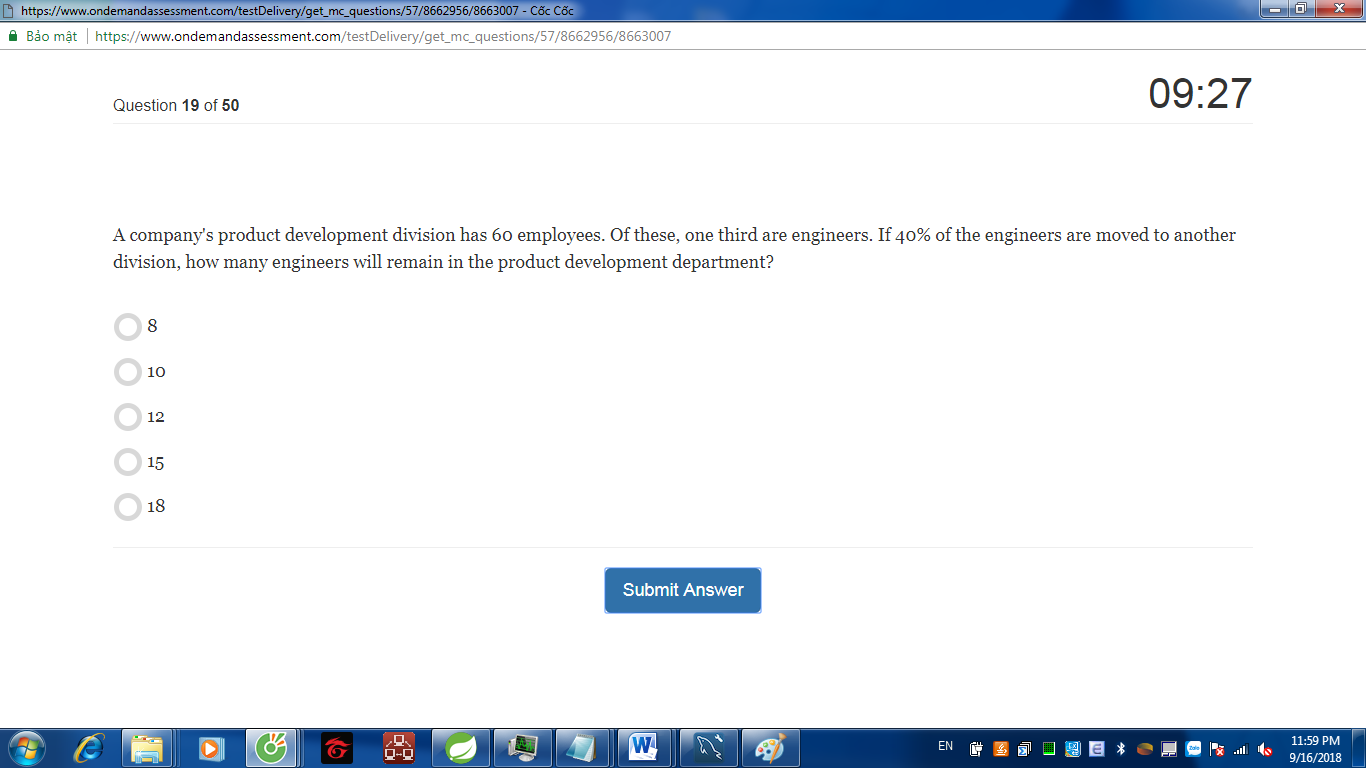 https://www.ondemandassessment.com/testDelivery/get_mc_questions/57/8662956/8663007 - Cốc Cốc
Bảo mật https://www.ondemandassessment.com/testDelivery/get_mc_questions/57/8662956/8663007
Question 19 of 50
09:27
A company's product development division has 60 employees. Of these, one third are engineers. If 40% of the engineers are moved to another
division, how many engineers will remain in the product development department?
8
10
12
15
18
Submit Answer
EN
11:59 PM
9/16/2018